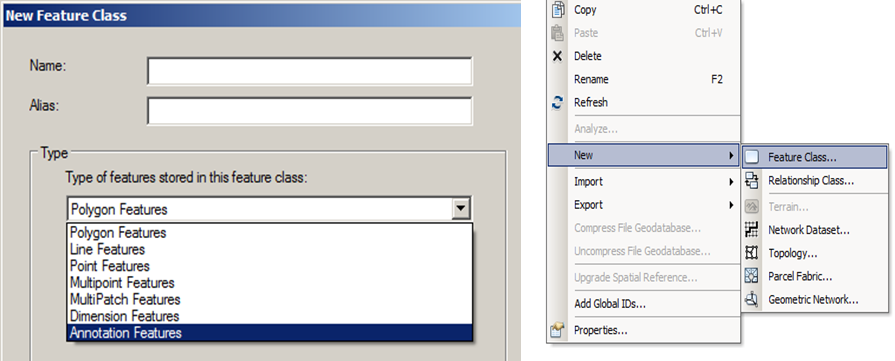 New Feature Class
Name:
Alias:
Type
Type of features stored in this feature class:
Polygon Features
Polygon Features
Line Features
Point Features
Multipoint Features
MultiPatch Features
Dimension Features
Annotation Features
Copy Ctrl+C
Paste Ctrl+V
Delete
Rename F2
Refresh
Analyze...
New
Import
Export
Compress File Geodatabase...
Uncompress File Geodatabase...
Upgrade Spatial Reference...
Add Global IDs...
Properties...
Feature Class...
Relationship Class...
Terrain...
Network Dataset...
Topology...
Parcel Fabric...
Geometric Network...